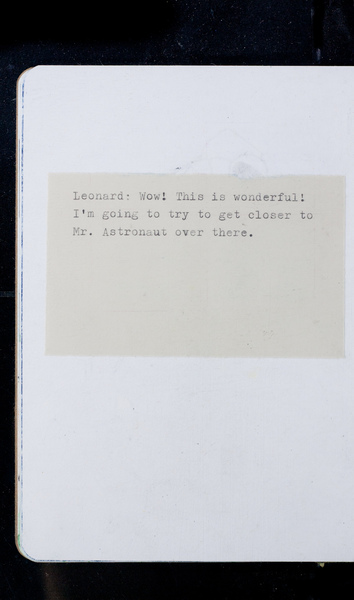 Leonard: Wow! This is wonderful!
I'm going to try to get closer to
Mr. Astronaut over there.